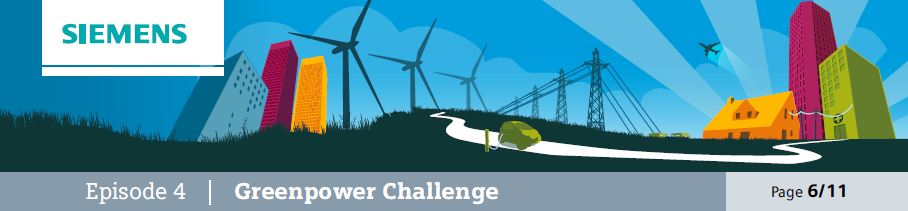 SIEMENS
Episode 4 | Greenpower Challenge
Page 6/11